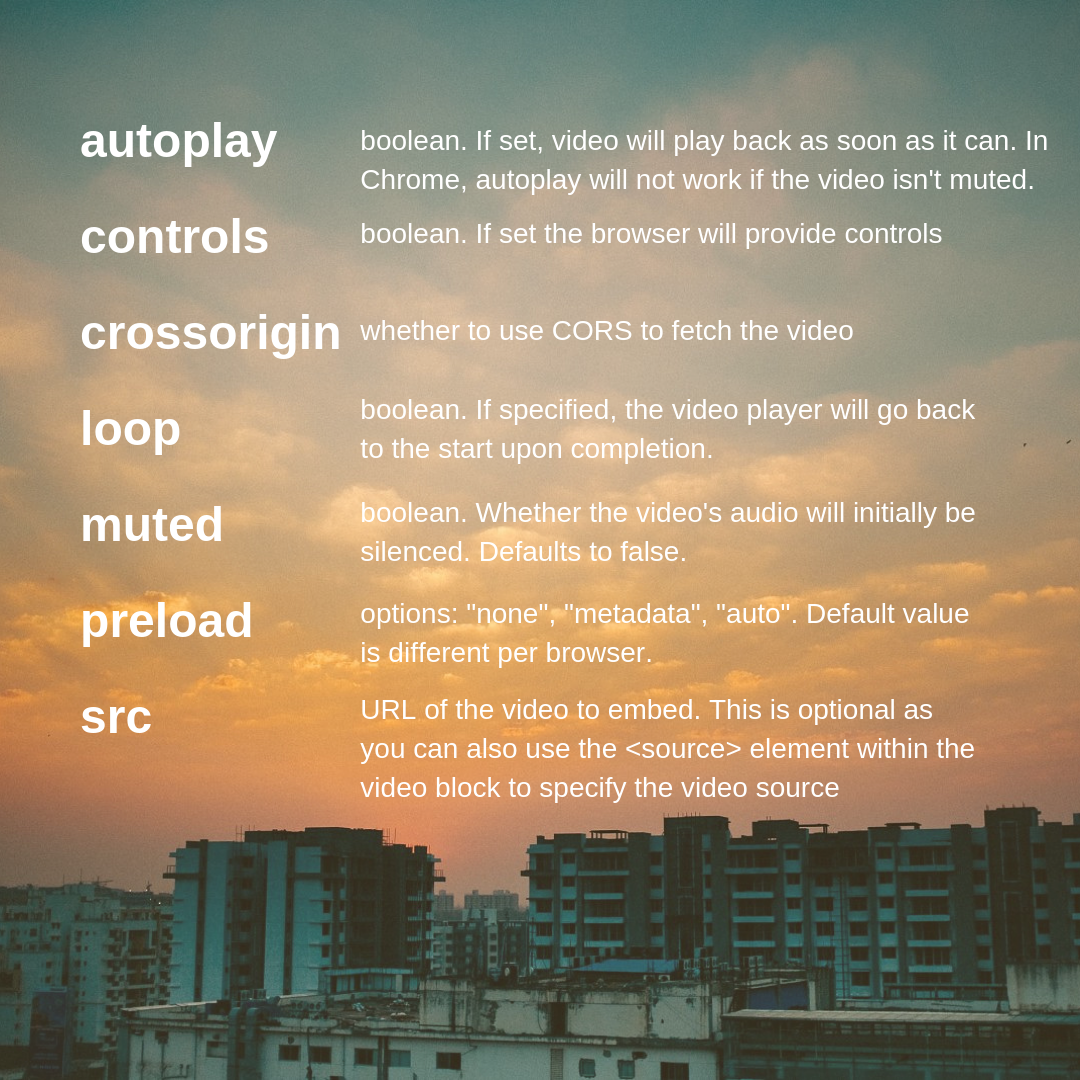 autoplay
boolean. If set, video will play back as soon as it can. In
Chrome, autoplay will not work if the video isn't muted.
controls
boolean. If set the browser will provide controls
crossorigin
whether to use CORS to fetch the video
loop
boolean. If specified, the video player will go back
to the start upon completion.
muted
boolean. Whether the video's audio will initially be
silenced. Defaults to false.
preload
options: "none", "metadata", "auto". Default value
is different per browser.
src
URL of the video to embed. This is optional as
you can also use the <source> element within the
video block to specify the video source